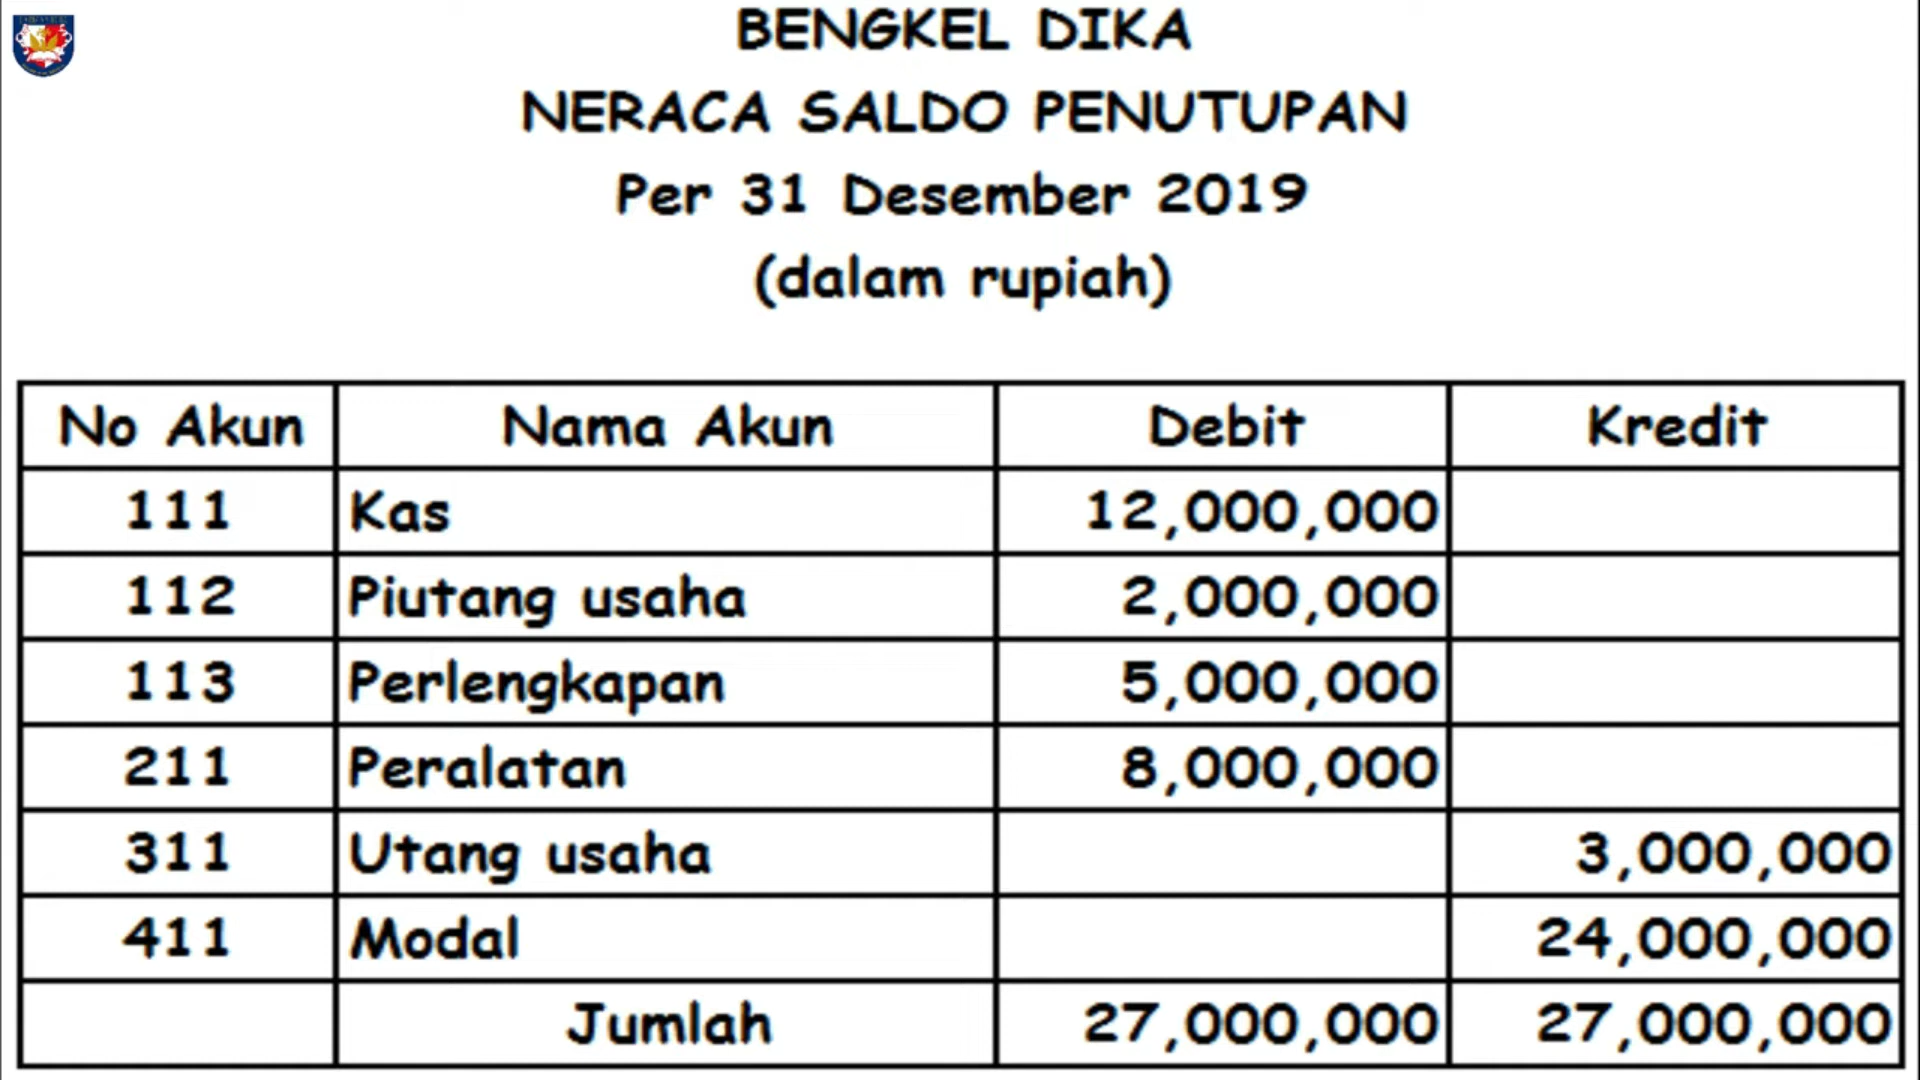 BENGKEL DIKA
NERACA SALDO PENUTUPAN
Per 31 Desember 2019
(dalam rupiah)
No Akun Nama Akun Debit Kredit
111 Kas 12,000,000
112 Piutang usaha 2,000,000
113 Perlengkapan 5,000,000
211 Peralatan 8,000,000
311 Utang usaha 3,000,000
411 Modal 24,000,000
Jumlah 27,000,000 27,000,000